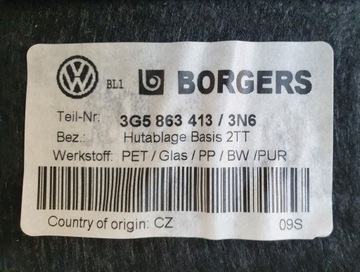 BL1 BORGERS
Teil-Nr: 3G5 863 413 / 3N6
Bez.: Hutablage Basis 2TT
Werkstoff: PET / Glas / PP / BW /PUR
Country of origin: CZ 09S